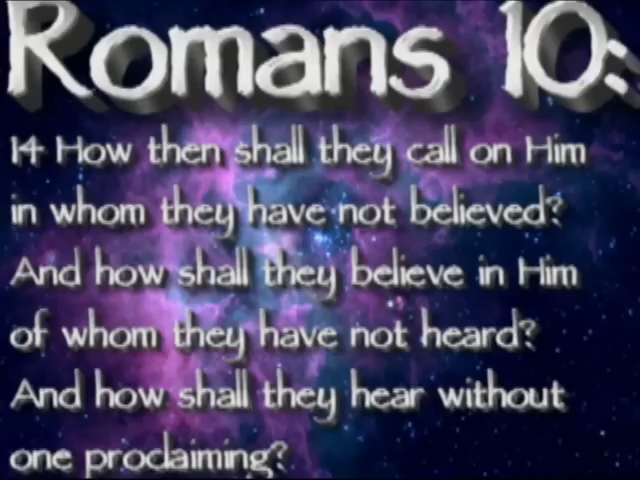 Romans 10:
14 How then shall they call on Him
in whom they have not believed?
And how shall they believe in Him
of whom they have not heard?
And how shall they hear without
one proclaiming?